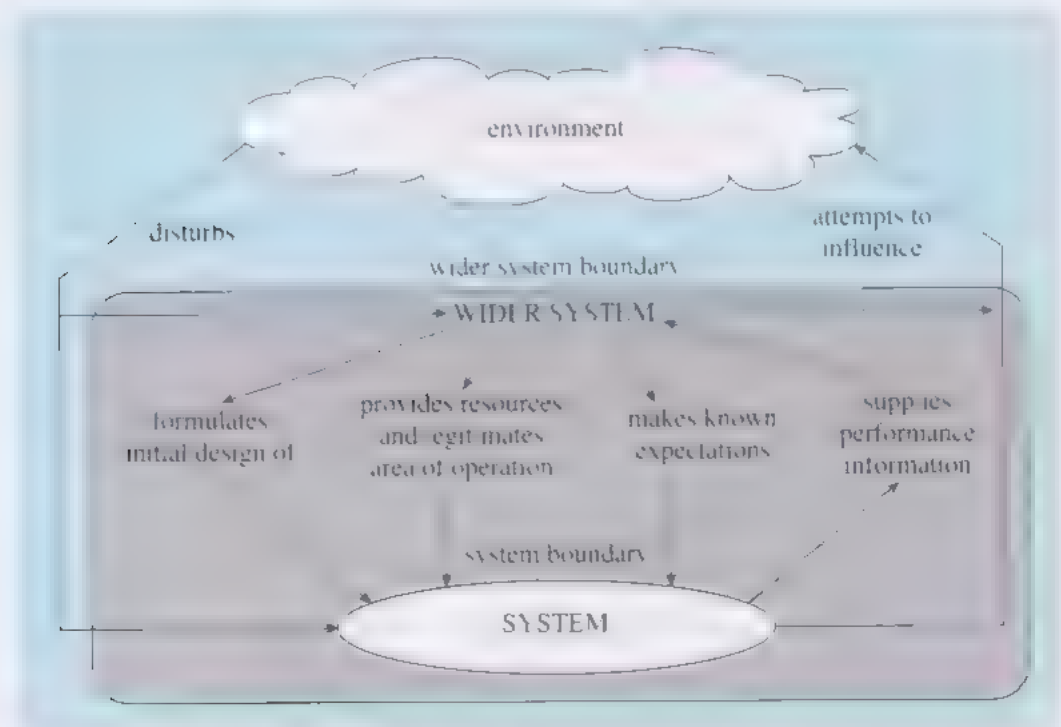 environment
disturbs
attempts to
influence
wider system boundary
WIDER SYSTEM
formulates
initial design of
provides resources
and legitimates
area of operation
makes known
expectations
supplies
performance
information
system boundary
SYSTEM